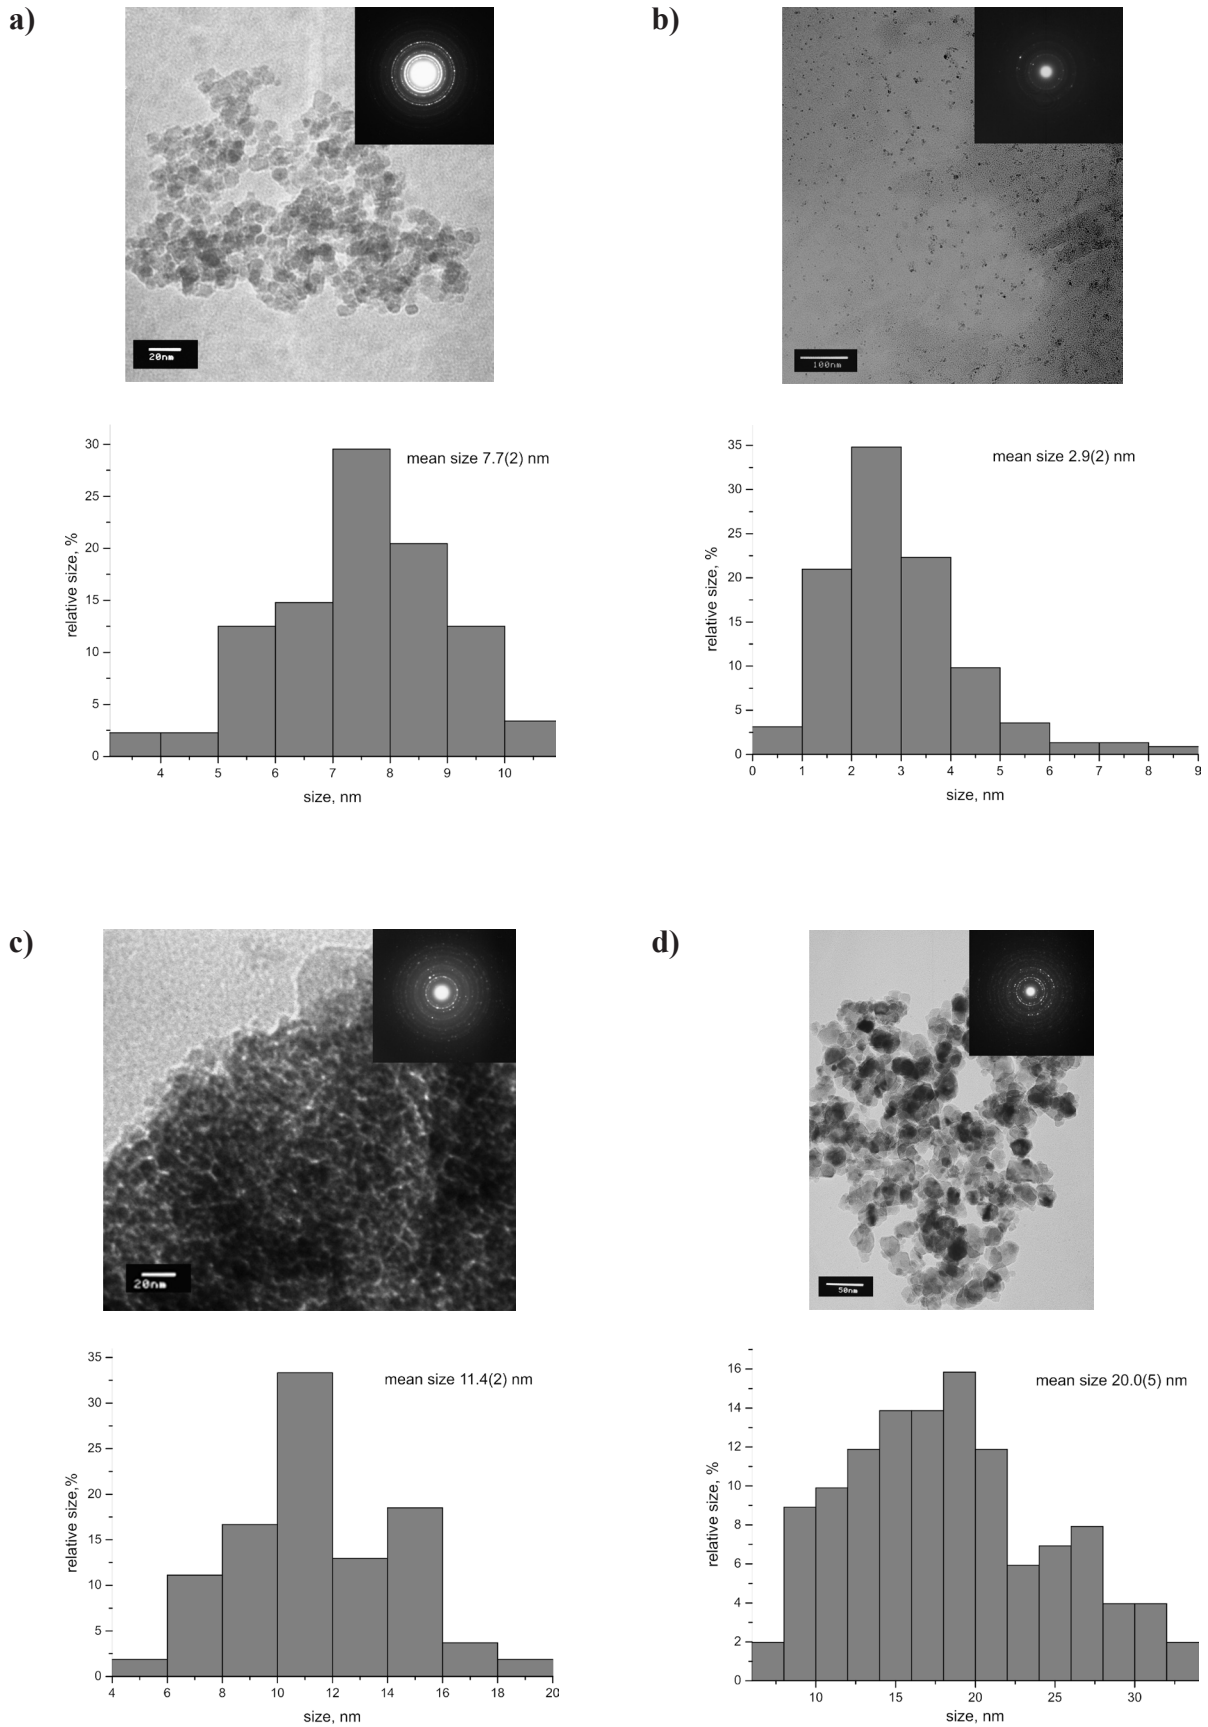 a)
b)
20nm
100nm
mean size 7.7(2) nm
30
25
20
15
10
5
0
relative size, %
4 5 6 7 8 9 10
size, nm
mean size 2.9(2) nm
35
30
25
20
15
10
5
0
relative size, %
0 1 2 3 4 5 6 7 8 9
size, nm
c)
d)
20nm
50nm
mean size 11.4(2) nm
35
30
25
20
15
10
5
0
relative size,%
4 6 8 10 12 14 16 18 20
size, nm
mean size 20.0(5) nm
16
14
12
10
8
6
4
2
0
relative size, %
10 15 20 25 30
size, nm